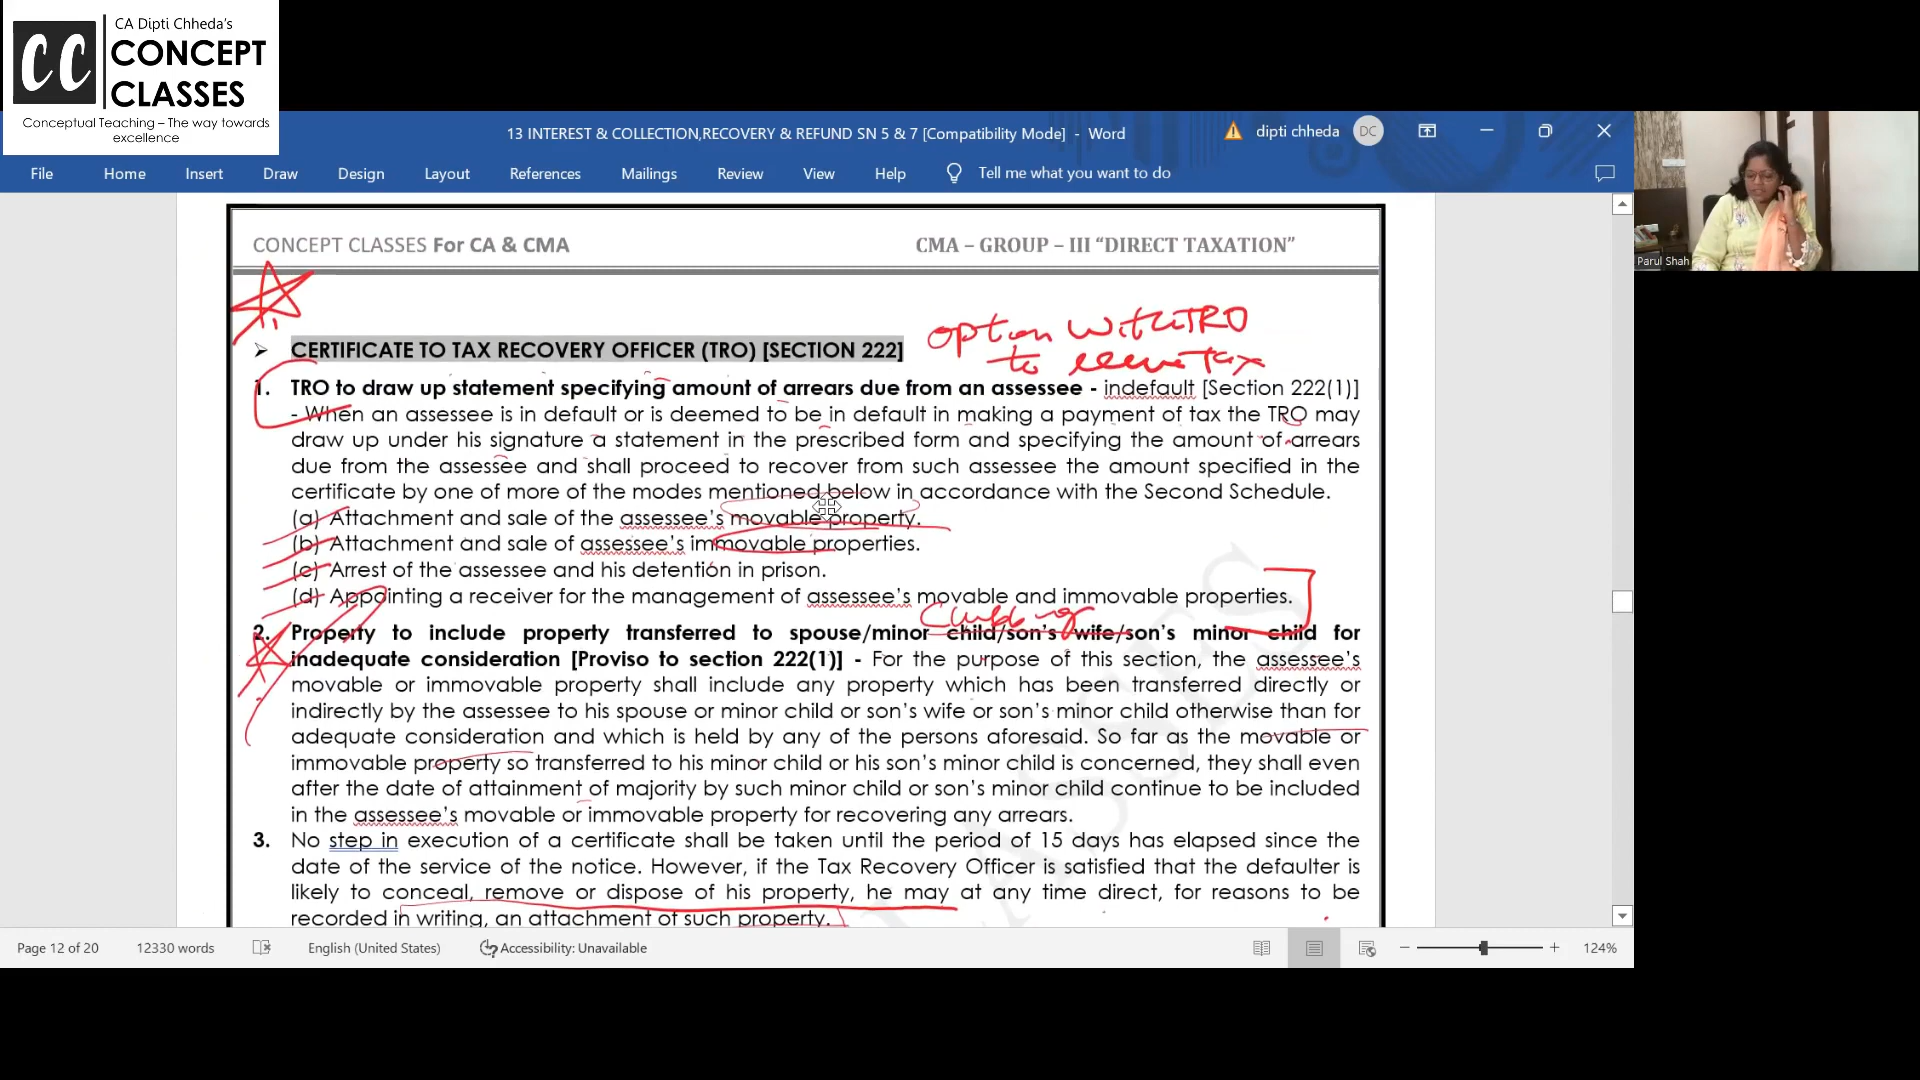 CA Dipti Chheda's
CC CONCEPT
CLASSES
Conceptual Teaching – The way towards
excellence
13 INTEREST & COLLECTION,RECOVERY & REFUND SN 5 & 7 [Compatibility Mode] - Word
dipti chheda DC
File Home Insert Draw Design Layout References Mailings Review View Help Tell me what you want to do
Parul Shah
CONCEPT CLASSES For CA & CMA CMA – GROUP – III "DIRECT TAXATION"
option with TRO
CERTIFICATE TO TAX RECOVERY OFFICER (TRO) [SECTION 222]
to Tax
1. TRO to draw up statement specifying amount of arrears due from an assessee - indefault [Section 222(1)]
- When an assessee is in default or is deemed to be in default in making a payment of tax the TRO may
draw up under his signature a statement in the prescribed form and specifying the amount of arrears
due from the assessee and shall proceed to recover from such assessee the amount specified in the
certificate by one of more of the modes mentioned below in accordance with the Second Schedule.
(a) Attachment and sale of the assessee's movable property.
(b) Attachment and sale of assessee's immovable properties.
(c) Arrest of the assessee and his detention in prison.
(d) Appointing a receiver for the management of assessee's movable and immovable properties.
Clubbing
2. Property to include property transferred to spouse/minor child/son's wife/son's minor child for
inadequate consideration [Proviso to section 222(1)] - For the purpose of this section, the assessee's
movable or immovable property shall include any property which has been transferred directly or
indirectly by the assessee to his spouse or minor child or son's wife or son's minor child otherwise than for
adequate consideration and which is held by any of the persons aforesaid. So far as the movable or
immovable property so transferred to his minor child or his son's minor child is concerned, they shall even
after the date of attainment of majority by such minor child or son's minor child continue to be included
in the assessee's movable or immovable property for recovering any arrears.
3. No step in execution of a certificate shall be taken until the period of 15 days has elapsed since the
date of the service of the notice. However, if the Tax Recovery Officer is satisfied that the defaulter is
likely to conceal, remove or dispose of his property, he may at any time direct, for reasons to be
recorded in writing, an attachment of such property.
Page 12 of 20 12330 words English (United States) Accessibility: Unavailable 124%